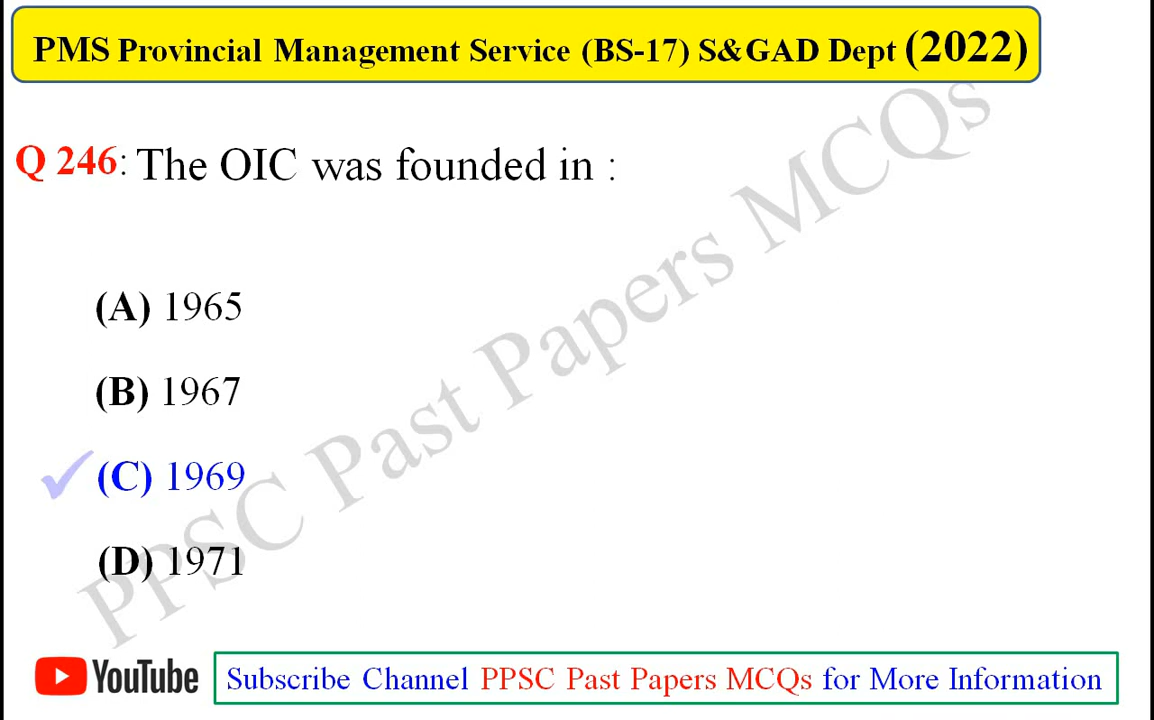 PMS Provincial Management Service (BS-17) S&GAD Dept (2022)
Q 246: The OIC was founded in :
(A) 1965
(B) 1967
(C) 1969
(D) 1971
PPSC Past Papers MCQs
YouTube Subscribe Channel PPSC Past Papers MCQs for More Information